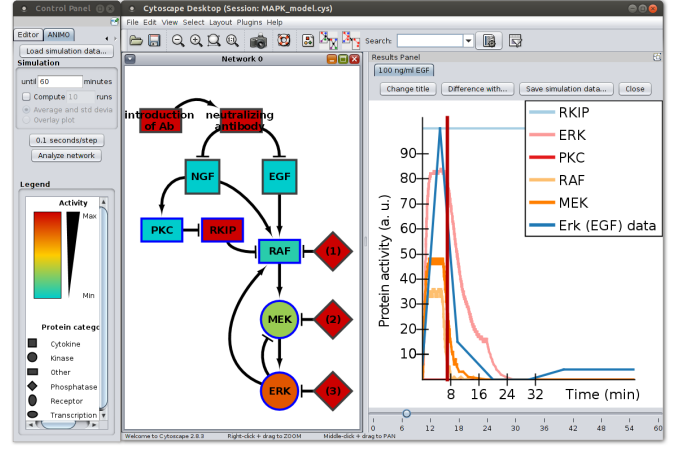 Control Panel
Cytoscape Desktop (Session: MAPK_model.cys)
File Edit View Select Layout Plugins Help
Search:
Editor ANIMO
Load simulation data...
Simulation
until 60 minutes
Compute 10 runs
Average and std devia
Overlay plot
0.1 seconds/step
Analyze network
Legend
Activity
Max
Min
Protein categ
Cytokine
Kinase
Other
Phosphatase
Receptor
Transcription
Network 0
introduction of Ab
neutralizing antibody
NGF
EGF
PKC
RKIP
RAF
(1)
MEK
(2)
ERK
(3)
Results Panel
100 ng/ml EGF
Change title
Difference with...
Save simulation data...
Close
RKIP
ERK
PKC
RAF
MEK
Erk (EGF) data
Protein activity (a. u.)
90
80
70
60
50
40
30
20
10
8 16 24 32 Time (min)
0 6 12 18 24 30 36 42 48 54 60
Welcome to Cytoscape 2.8.3 Right-click + drag to ZOOM Middle-click + drag to PAN